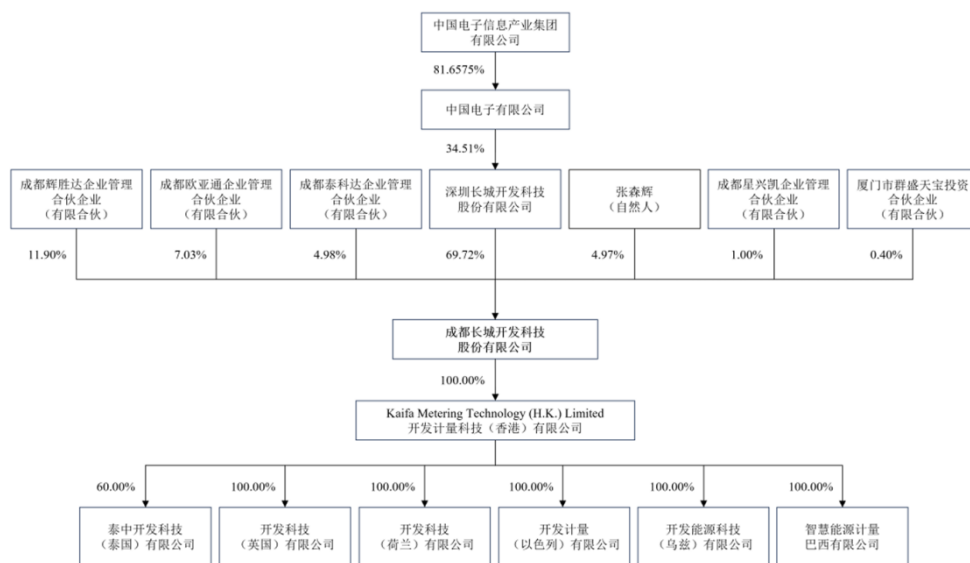 中国电子信息产业集团
有限公司
81.6575%
中国电子有限公司
34.51%
成都辉胜达企业管理
合伙企业
（有限合伙）
成都欧亚通企业管理
合伙企业
（有限合伙）
成都泰科达企业管理
合伙企业
（有限合伙）
深圳长城开发科技
股份有限公司
张森辉
（自然人）
成都星兴凯企业管理
合伙企业
（有限合伙）
厦门市群盛天宝投资
合伙企业
（有限合伙）
11.90%
7.03%
4.98%
69.72%
4.97%
1.00%
0.40%
成都长城开发科技
股份有限公司
100.00%
Kaifa Metering Technology (H.K.) Limited
开发计量科技（香港）有限公司
60.00%
100.00%
100.00%
100.00%
100.00%
100.00%
泰中开发科技
（泰国）有限公司
开发科技
（英国）有限公司
开发科技
（荷兰）有限公司
开发计量
（以色列）有限公司
开发能源科技
（乌兹）有限公司
智慧能源计量
巴西有限公司